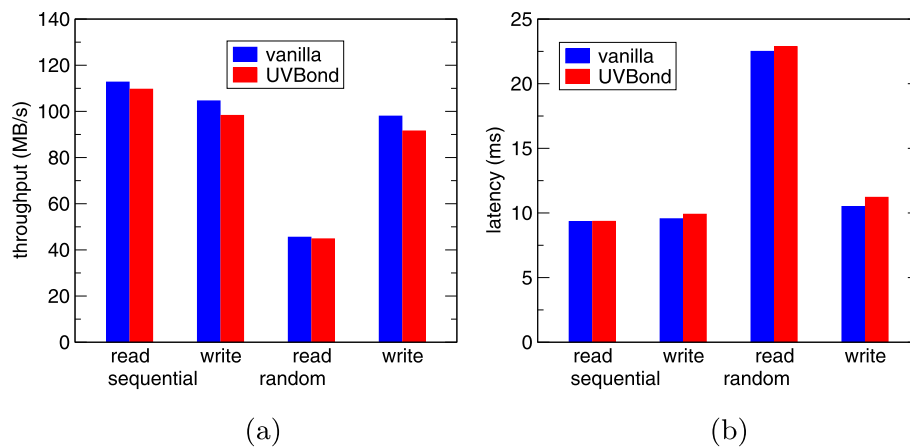 throughput (MB/s)
140
120
100
80
60
40
20
0
vanilla
UVBond
read write read write
sequential random
(a)
latency (ms)
25
20
15
10
5
0
vanilla
UVBond
read write read write
sequential random
(b)